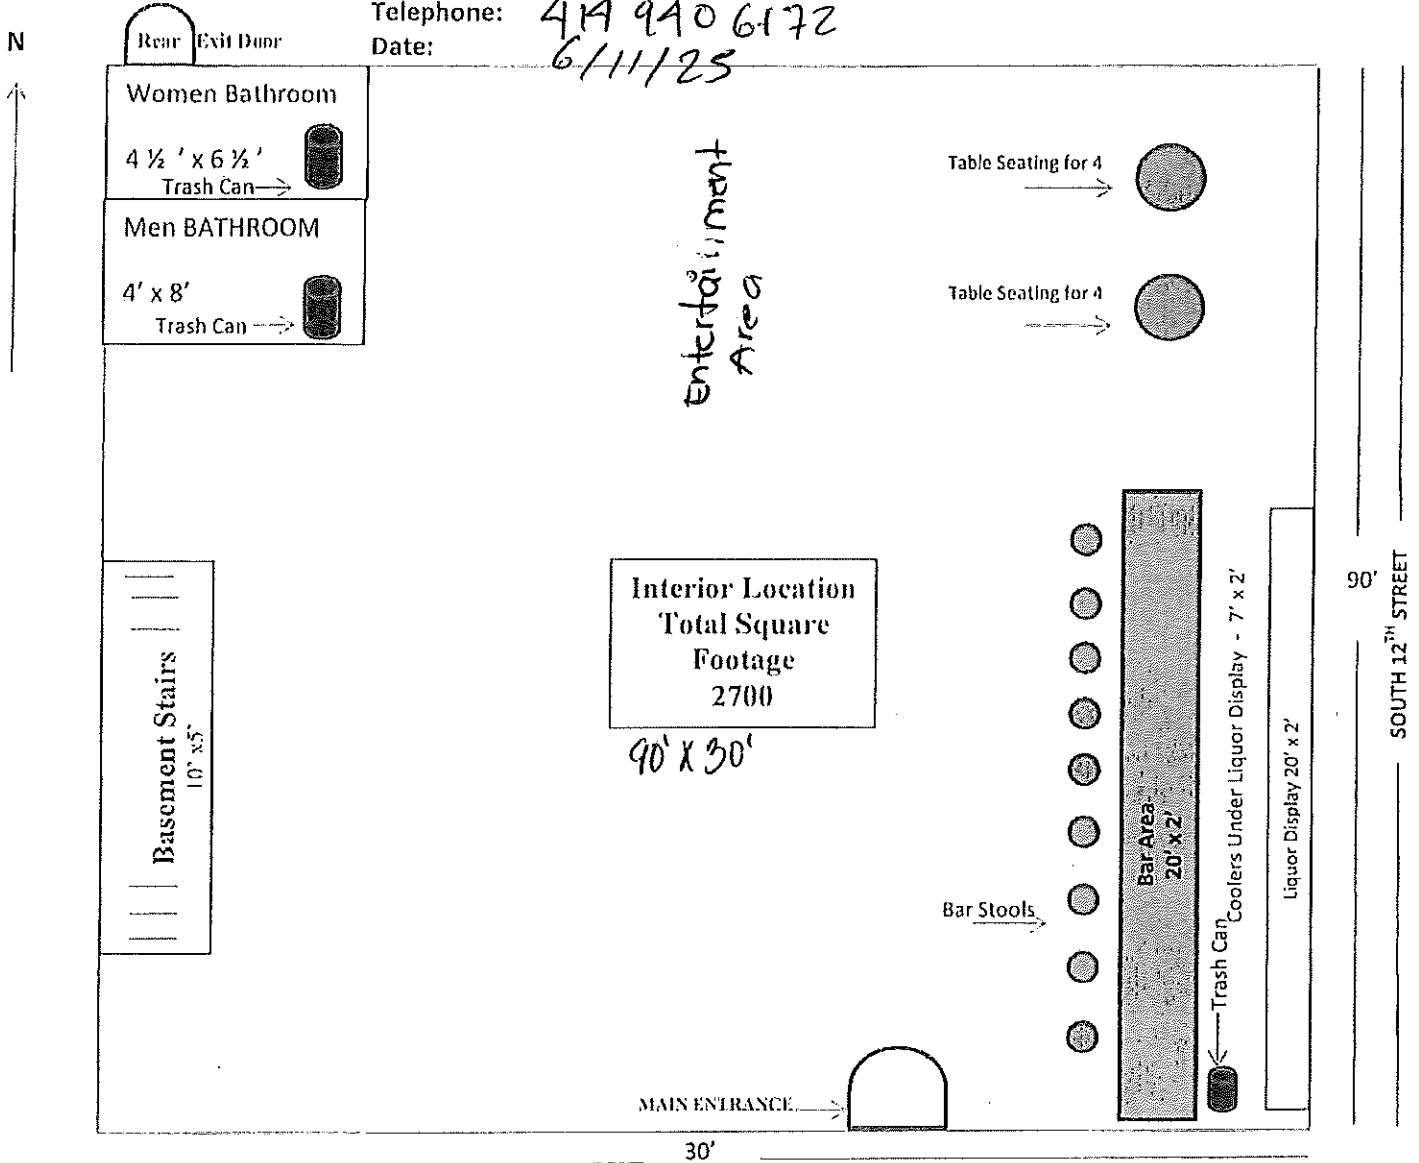 N
Telephone: 414 940 6172
Date: 6/11/25
Rear Exit Door
Women Bathroom
4 ½ ' x 6 ½ '
Trash Can
Men BATHROOM
4' x 8'
Trash Can
Entertainment
Area
Table Seating for 4
Table Seating for 4
Basement Stairs
10" x5"
Interior Location
Total Square
Footage
2700
90' X 30'
Bar Stools
Bar Area-
20' x 2'
Trash Can
Coolers Under Liquor Display - 7' x 2'
Liquor Display 20' x 2'
90'
SOUTH 12TH STREET
MAIN ENTRANCE
30'